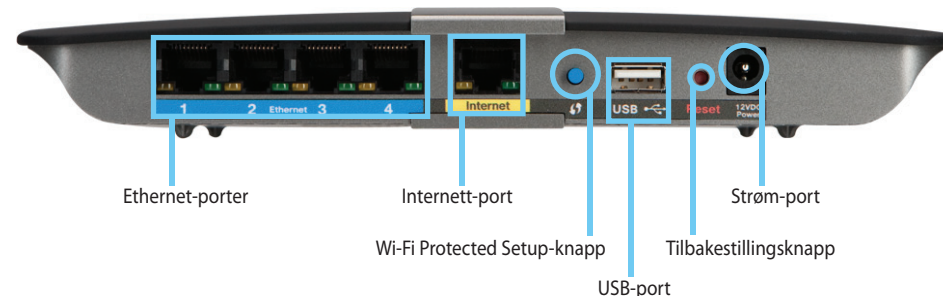 1 2 Ethernet 3 4
Internet
USB
Reset
12VDC
Power
Ethernet-porter
Internett-port
Strøm-port
Wi-Fi Protected Setup-knapp
Tilbakestillingsknapp
USB-port